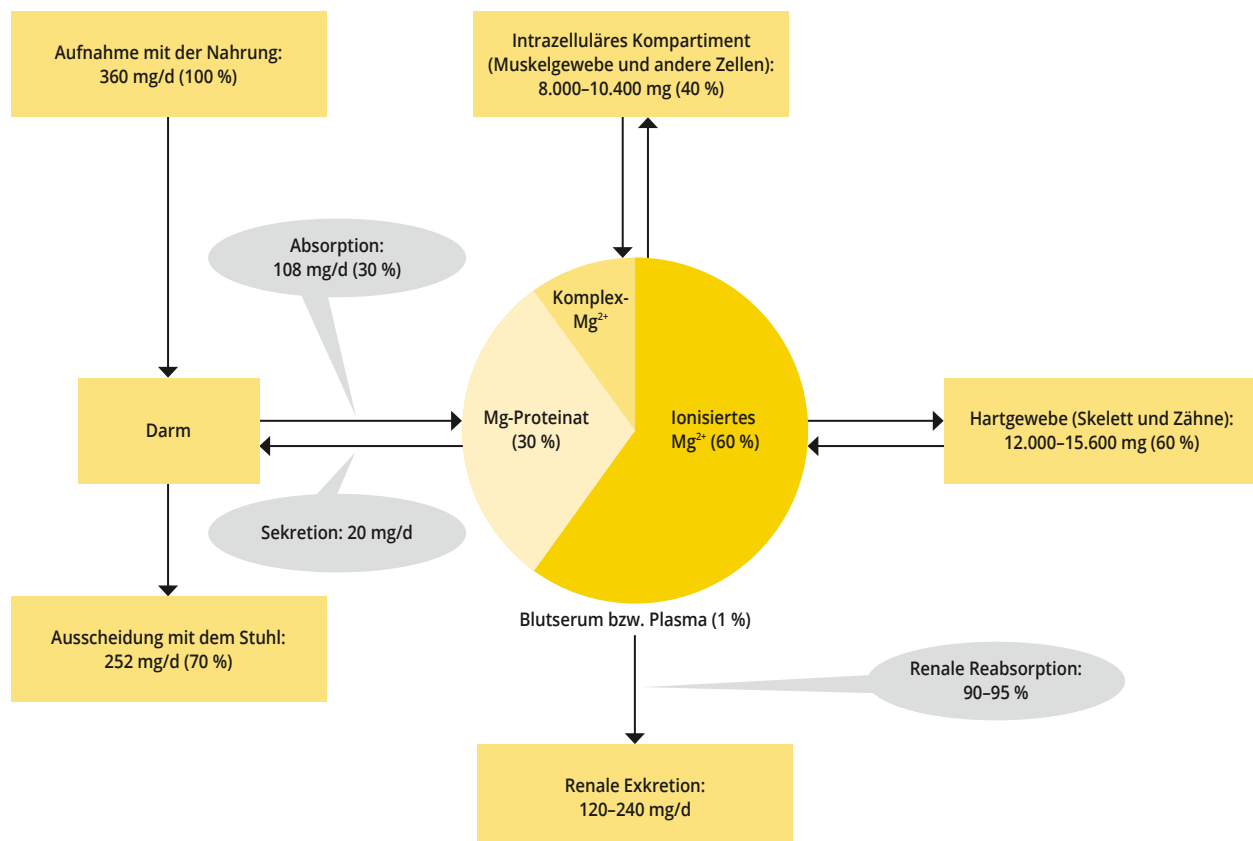 Aufnahme mit der Nahrung:
360 mg/d (100 %)
Intrazelluläres Kompartiment
(Muskelgewebe und andere Zellen):
8.000–10.400 mg (40 %)
Absorption:
108 mg/d (30 %)
Komplex-
Mg²⁺
Darm
Mg-Proteinat
(30 %)
Ionisiertes
Mg²⁺ (60 %)
Hartgewebe (Skelett und Zähne):
12.000–15.600 mg (60 %)
Sekretion: 20 mg/d
Blutserum bzw. Plasma (1 %)
Ausscheidung mit dem Stuhl:
252 mg/d (70 %)
Renale Reabsorption:
90–95 %
Renale Exkretion:
120–240 mg/d